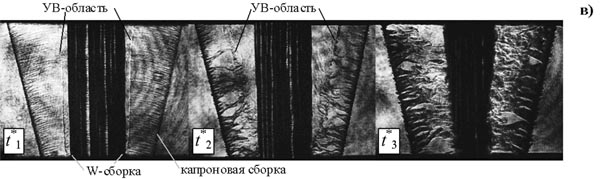 УВ-область УВ-область в)
t*1 t*2 t*3
W-сборка капроновая сборка